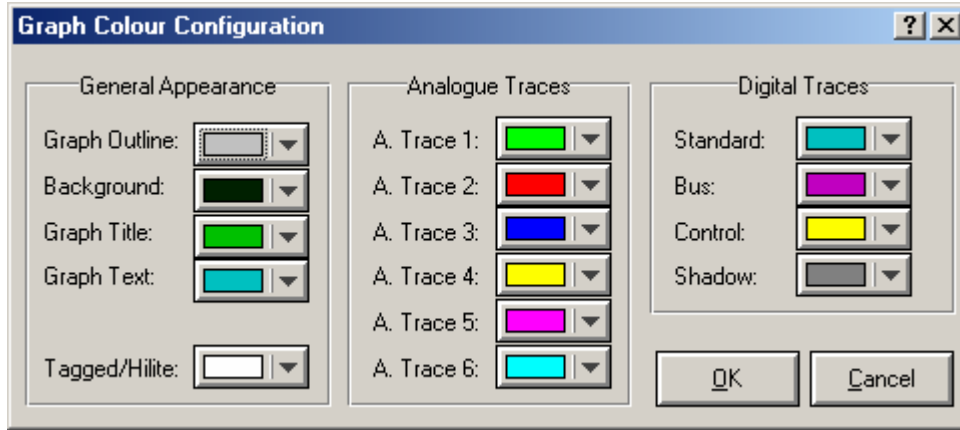 Graph Colour Configuration
General Appearance
Graph Outline:
Background:
Graph Title:
Graph Text:
Tagged/Hilite:
Analogue Traces
A. Trace 1:
A. Trace 2:
A. Trace 3:
A. Trace 4:
A. Trace 5:
A. Trace 6:
Digital Traces
Standard:
Bus:
Control:
Shadow:
OK
Cancel